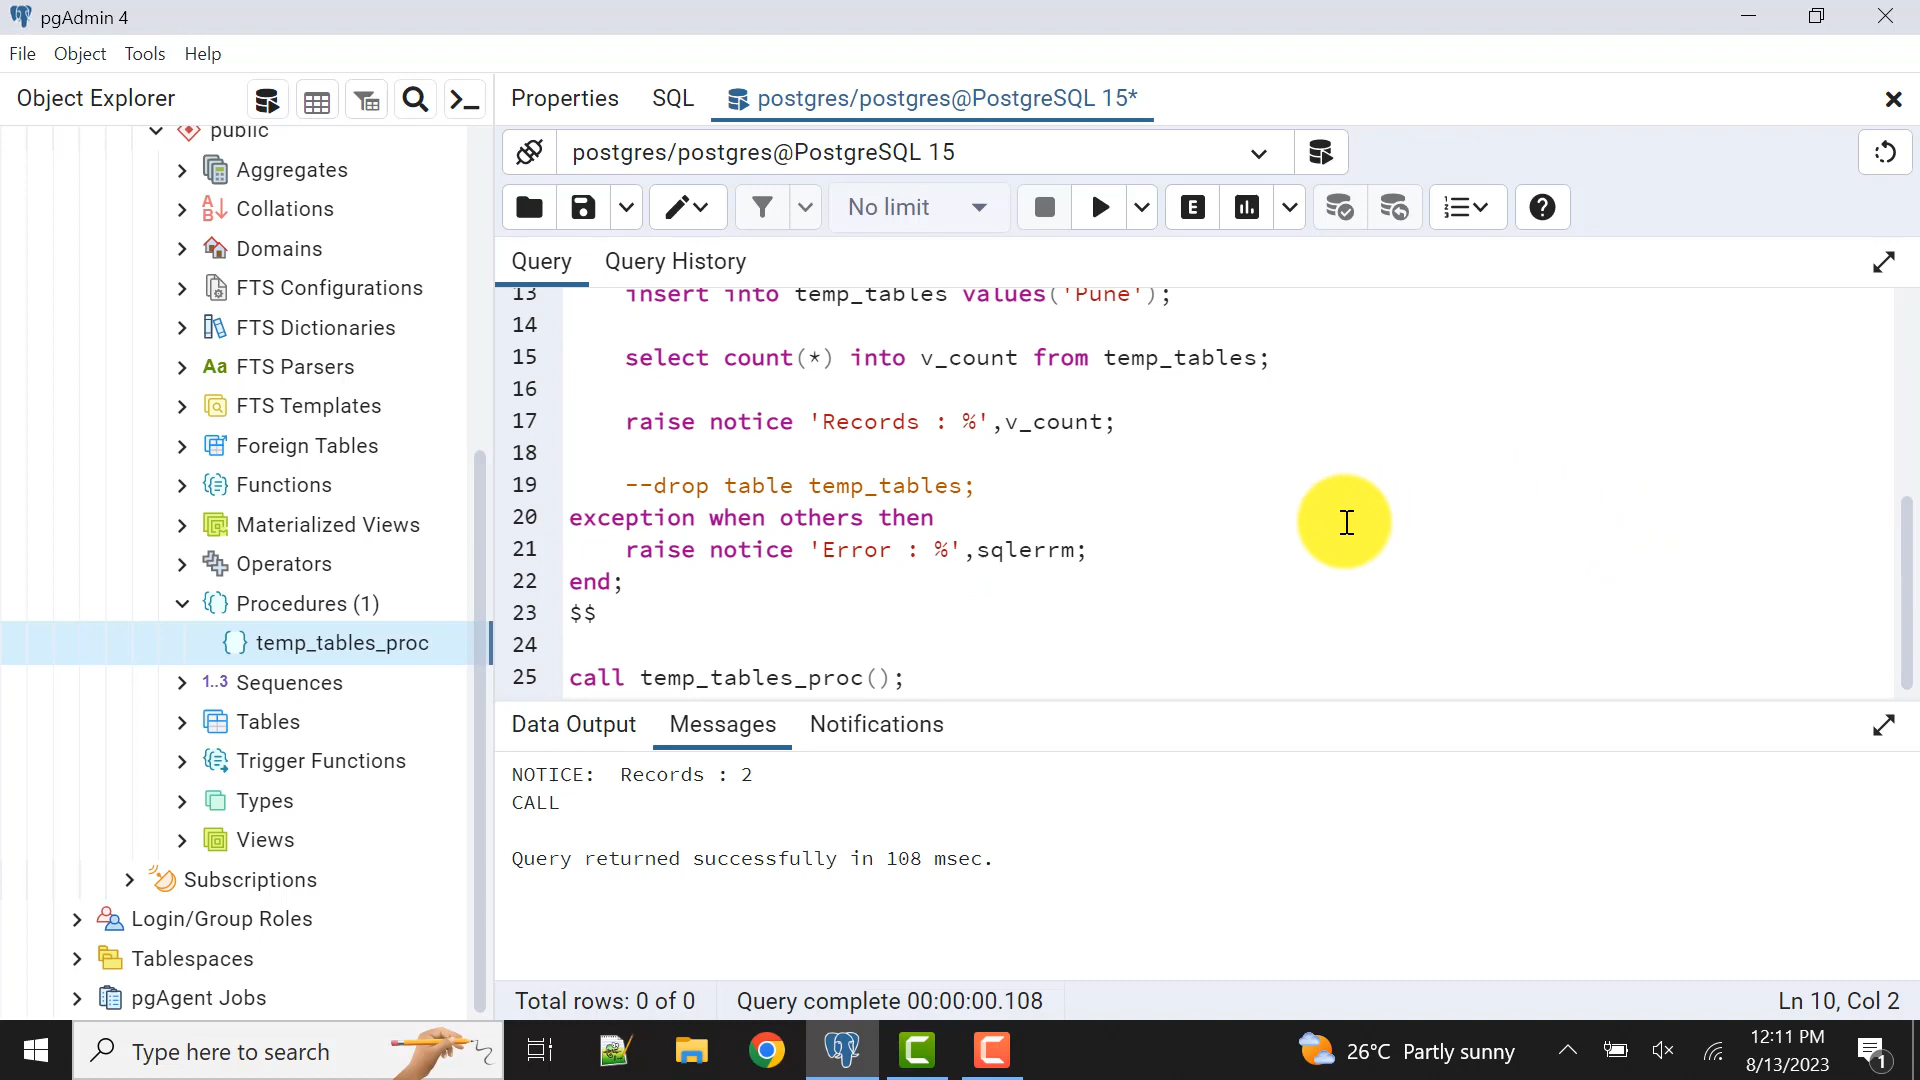 pgAdmin 4
File Object Tools Help
Object Explorer
Properties SQL postgres/postgres@PostgreSQL 15*
postgres/postgres@PostgreSQL 15
No limit
E
Query Query History
public
Aggregates
Collations
Domains
FTS Configurations
FTS Dictionaries
Aa FTS Parsers
FTS Templates
Foreign Tables
Functions
Materialized Views
Operators
Procedures (1)
temp_tables_proc
1..3 Sequences
Tables
Trigger Functions
Types
Views
Subscriptions
Login/Group Roles
Tablespaces
pgAgent Jobs
13 insert into temp_tables values('Pune');
14
15 select count(*) into v_count from temp_tables;
16
17 raise notice 'Records : %',v_count;
18
19 --drop table temp_tables;
20 exception when others then
21 raise notice 'Error : %',sqlerrm;
22 end;
23 $$
24
25 call temp_tables_proc();
Data Output Messages Notifications
NOTICE: Records : 2
CALL
Query returned successfully in 108 msec.
Total rows: 0 of 0 Query complete 00:00:00.108 Ln 10, Col 2
Type here to search
26°C Partly sunny
12:11 PM
8/13/2023
1